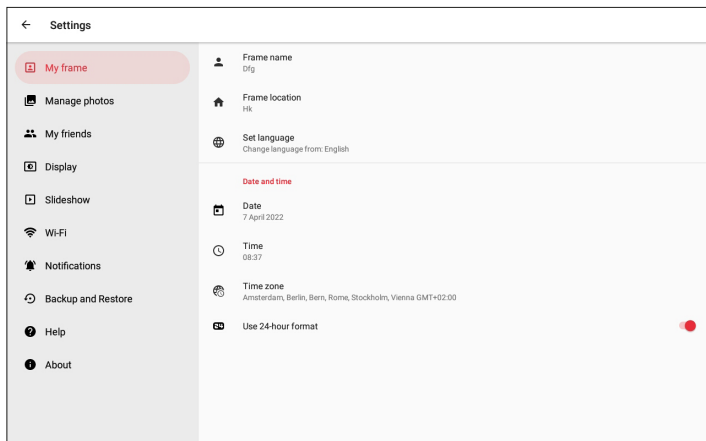 Settings
My frame
Manage photos
My friends
Display
Slideshow
Wi-Fi
Notifications
Backup and Restore
Help
About
Frame name
Dfg
Frame location
Hk
Set language
Change language from: English
Date and time
Date
7 April 2022
Time
08:37
Time zone
Amsterdam, Berlin, Bern, Rome, Stockholm, Vienna GMT+02:00
24
Use 24-hour format